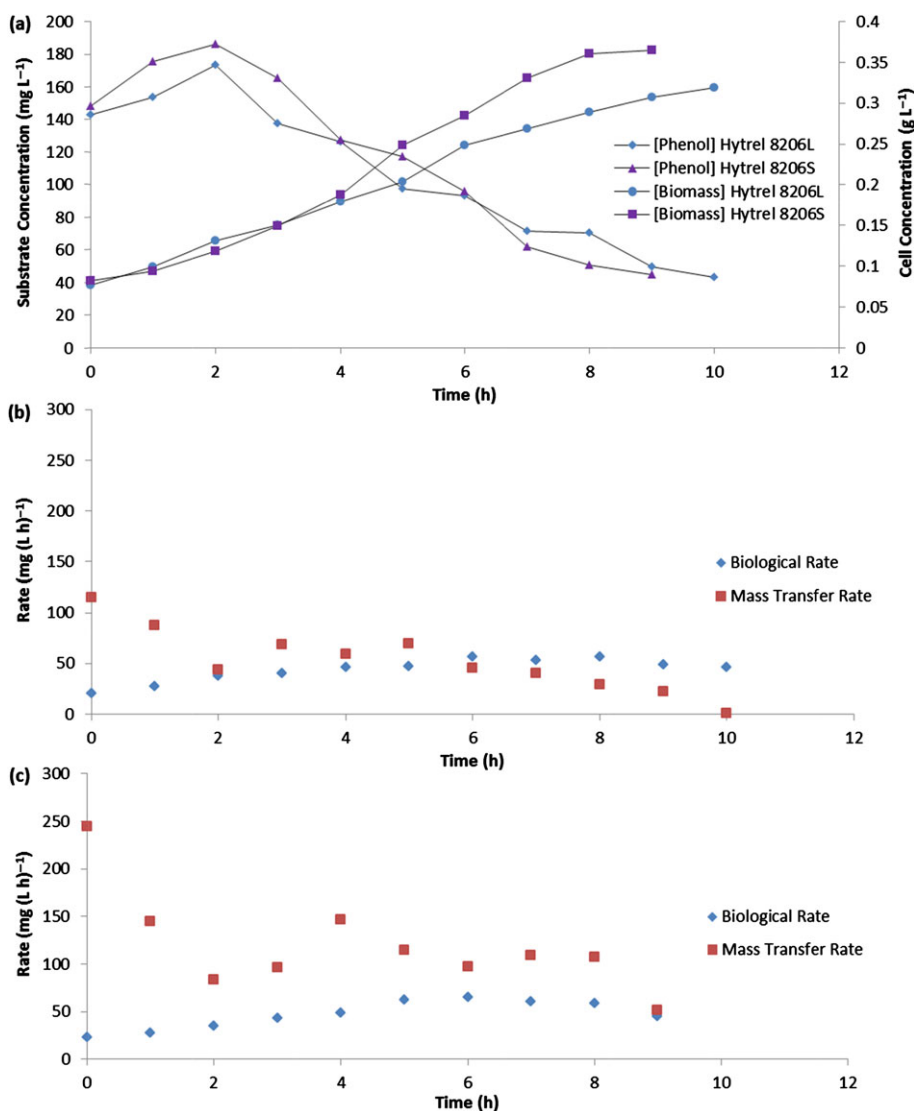 (a)
200
180
160
140
120
100
80
60
40
20
0
Substrate Concentration (mg L⁻¹)
0.4
0.35
0.3
0.25
0.2
0.15
0.1
0.05
0
Cell Concentration (g L⁻¹)
[Phenol] Hytrel 8206L
[Phenol] Hytrel 8206S
[Biomass] Hytrel 8206L
[Biomass] Hytrel 8206S
0 2 4 6 8 10 12
Time (h)
(b)
300
250
200
150
100
50
0
Rate (mg (L h)⁻¹)
Biological Rate
Mass Transfer Rate
0 2 4 6 8 10 12
Time (h)
(c)
300
250
200
150
100
50
0
Rate (mg (L h)⁻¹)
Biological Rate
Mass Transfer Rate
0 2 4 6 8 10 12
Time (h)